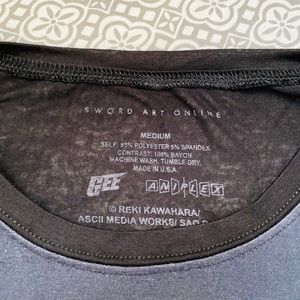 SWORD ART ONLINE
MEDIUM
SELF: 95% POLYESTER 5% SPANDEX
CONTRAST: 100% RAYON
MACHINE WASH. TUMBLE DRY.
MADE IN U.S.A.
GEE ANIPLEX
© REKI KAWAHARA/
ASCII MEDIA WORKS/ SAO